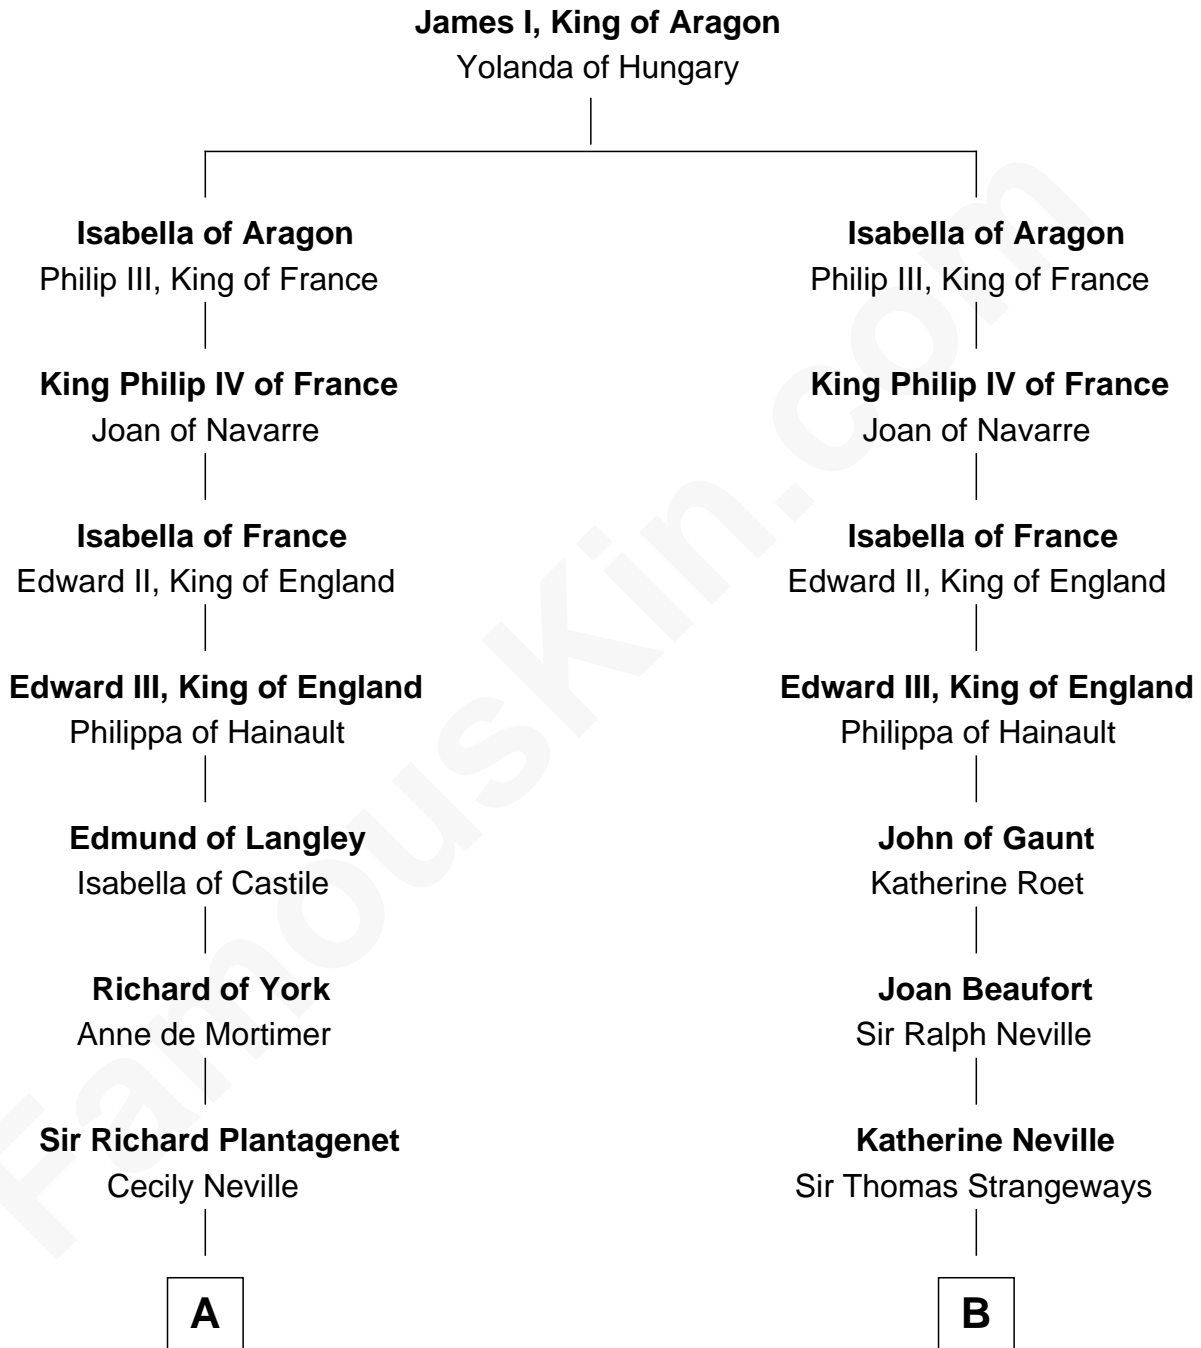 James I, King of Aragon
Yolanda of Hungary
Isabella of Aragon
Philip III, King of France
King Philip IV of France
Joan of Navarre
Isabella of France
Edward II, King of England
Edward III, King of England
Philippa of Hainault
Edmund of Langley
Isabella of Castile
Richard of York
Anne de Mortimer
Sir Richard Plantagenet
Cecily Neville
A
Isabella of Aragon
Philip III, King of France
King Philip IV of France
Joan of Navarre
Isabella of France
Edward II, King of England
Edward III, King of England
Philippa of Hainault
John of Gaunt
Katherine Roet
Joan Beaufort
Sir Ralph Neville
Katherine Neville
Sir Thomas Strangeways
B
FamousKin.com